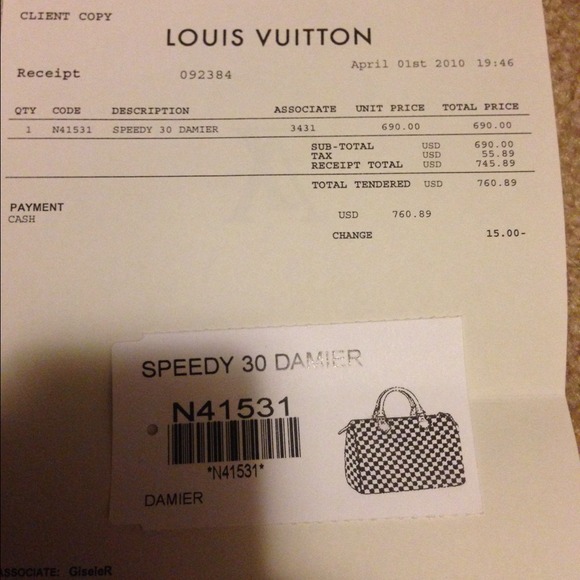 CLIENT COPY
LOUIS VUITTON
April 01st 2010 19:46
Receipt 092384
QTY CODE DESCRIPTION ASSOCIATE UNIT PRICE TOTAL PRICE
1 N41531 SPEEDY 30 DAMIER 3431 690.00 690.00
SUB-TOTAL USD 690.00
TAX USD 55.89
RECEIPT TOTAL USD 745.89
TOTAL TENDERED USD 760.89
PAYMENT
CASH USD 760.89
CHANGE 15.00-
SPEEDY 30 DAMIER
N41531
*N41531*
DAMIER
ASSOCIATE: GiseleR